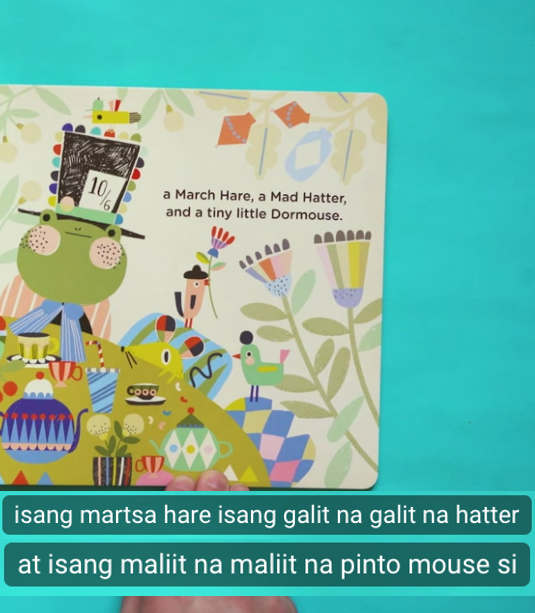 10/6
a March Hare, a Mad Hatter,
and a tiny little Dormouse.
isang martsa hare isang galit na galit na hatter
at isang maliit na maliit na pinto mouse si